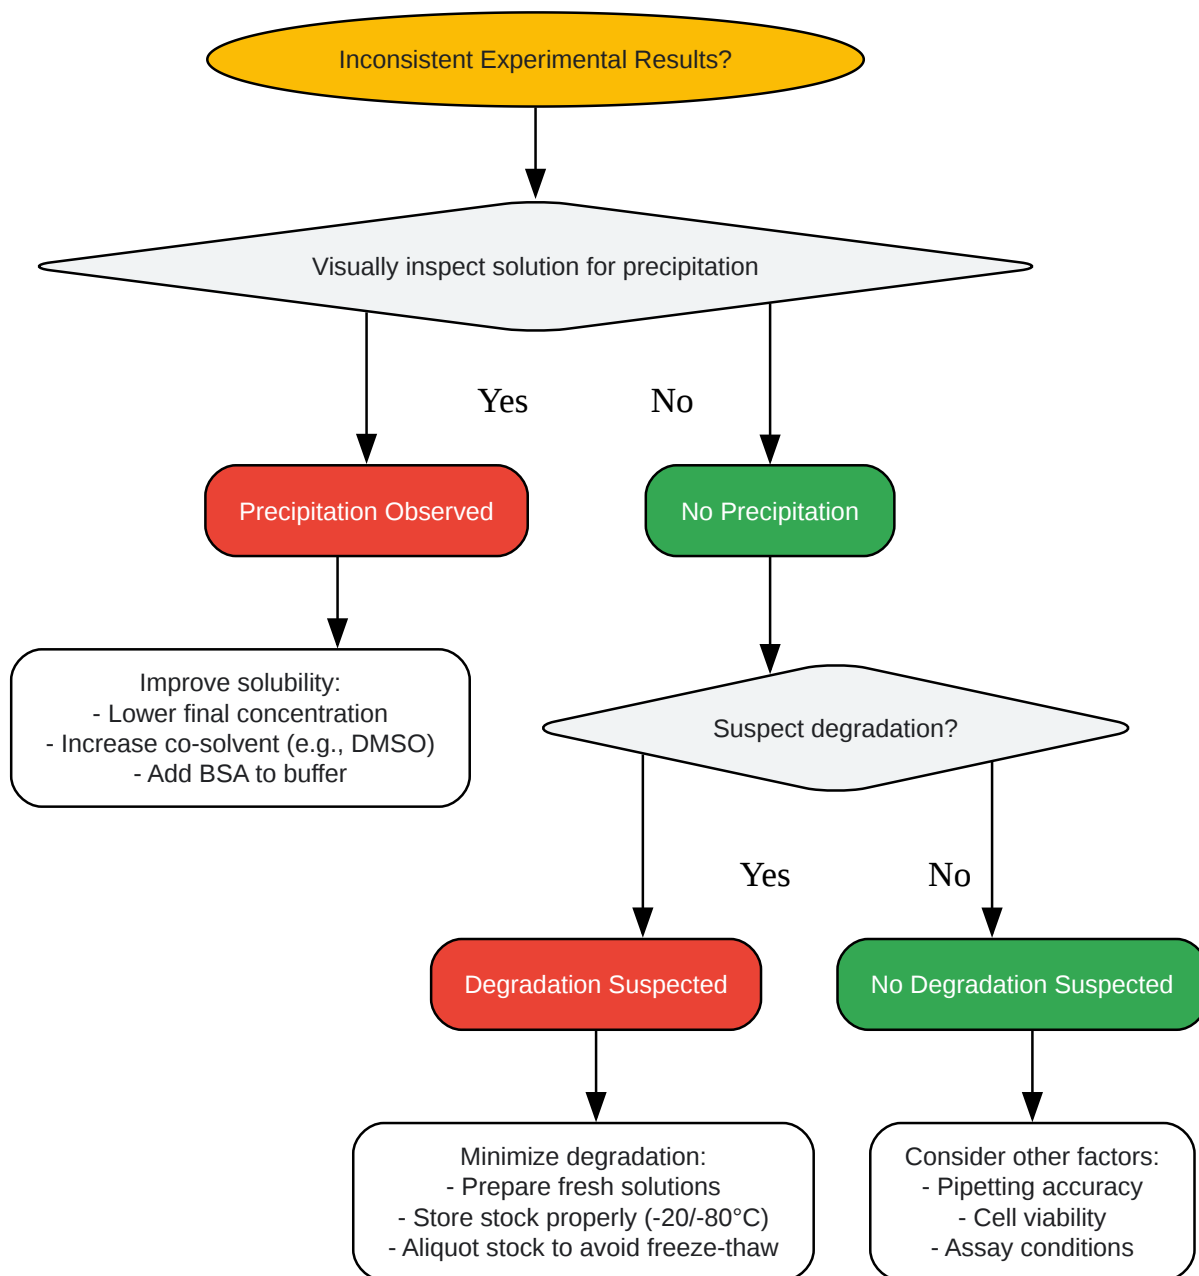 Inconsistent Experimental Results?
Visually inspect solution for precipitation
Yes
No
Precipitation Observed
No Precipitation
Improve solubility:
- Lower final concentration
- Increase co-solvent (e.g., DMSO)
- Add BSA to buffer
Suspect degradation?
Yes
No
Degradation Suspected
No Degradation Suspected
Minimize degradation:
- Prepare fresh solutions
- Store stock properly (-20/-80°C)
- Aliquot stock to avoid freeze-thaw
Consider other factors:
- Pipetting accuracy
- Cell viability
- Assay conditions